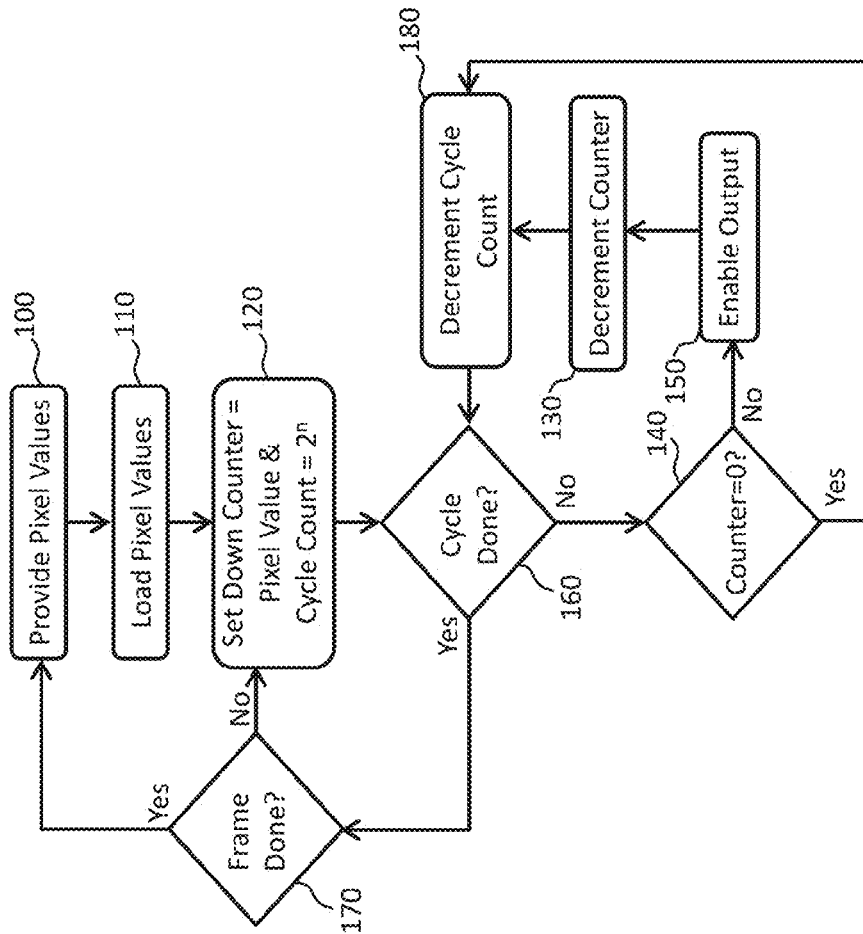 100
Provide Pixel Values
110
Load Pixel Values
120
Set Down Counter =
Pixel Value &
Cycle Count = 2ⁿ
Yes
No
Frame
Done?
170
Yes
Cycle
Done?
No
160
180
Decrement Cycle
Count
130
Decrement Counter
150
Enable Output
140
No
Counter=0?
Yes